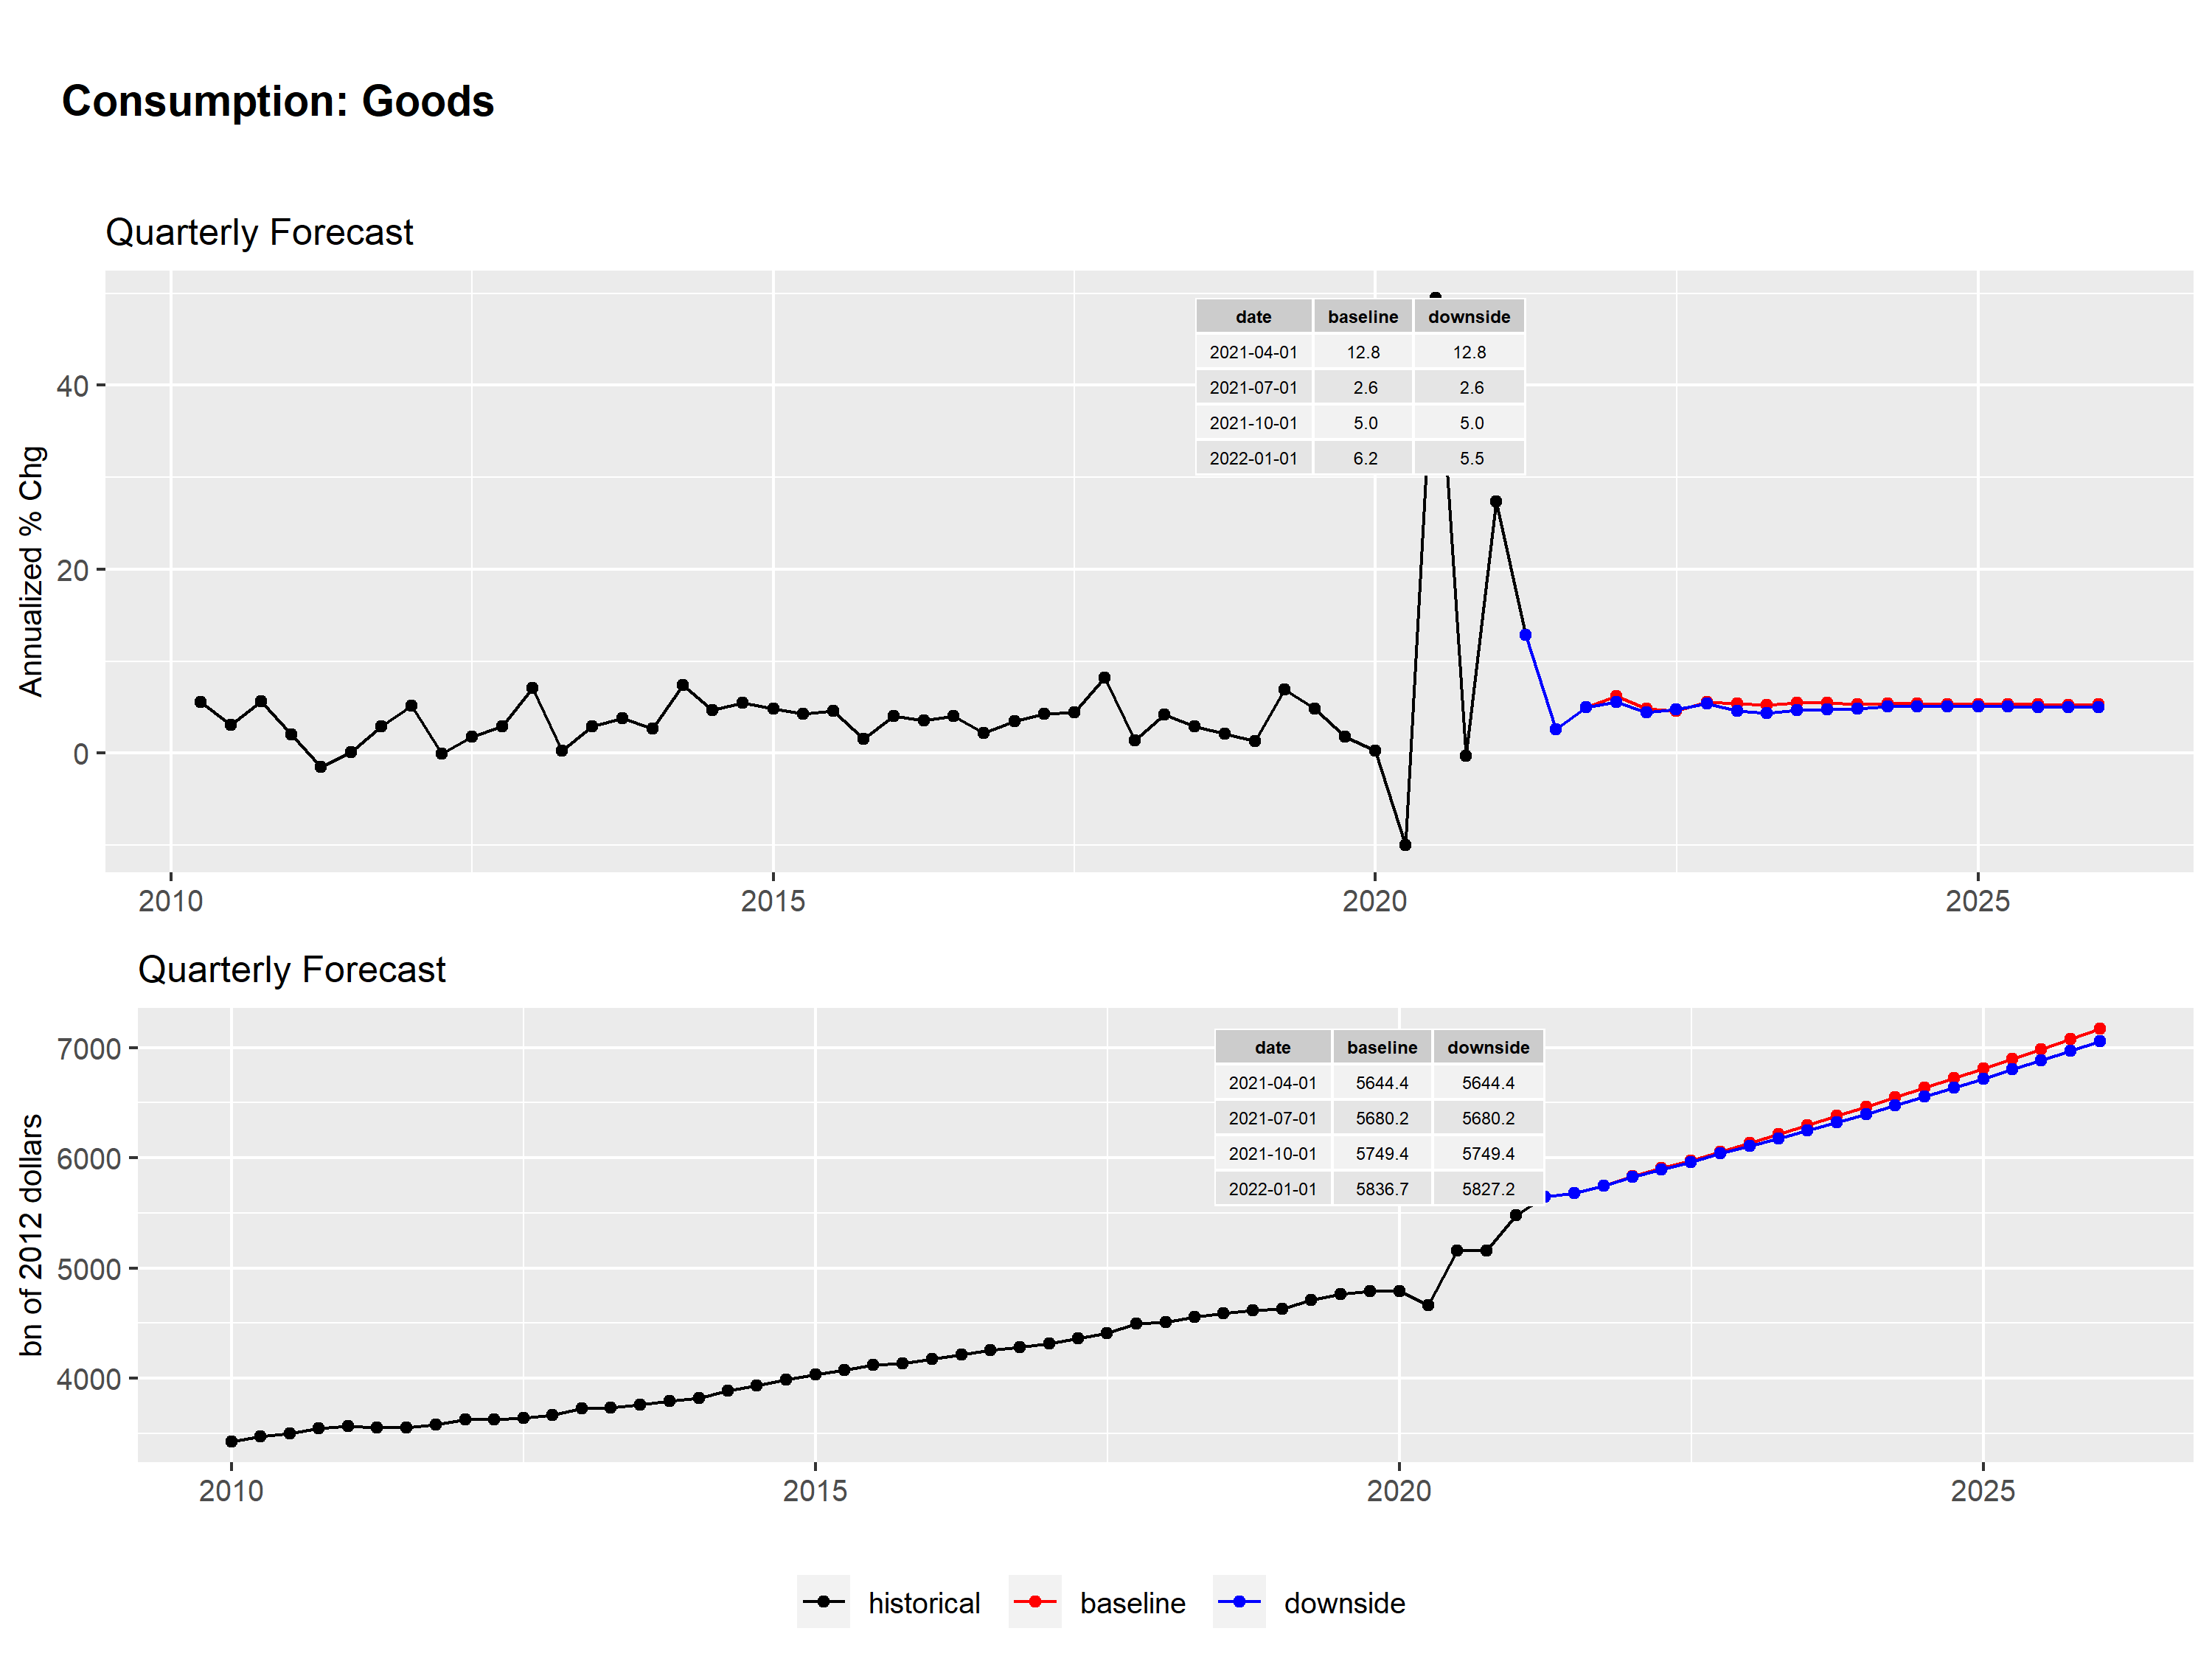 Consumption: Goods
Quarterly Forecast
Annualized % Chg
40
20
0
date baseline downside
2021-04-01 12.8 12.8
2021-07-01 2.6 2.6
2021-10-01 5.0 5.0
2022-01-01 6.2 5.5
2010 2015 2020 2025
Quarterly Forecast
bn of 2012 dollars
7000
6000
5000
4000
date baseline downside
2021-04-01 5644.4 5644.4
2021-07-01 5680.2 5680.2
2021-10-01 5749.4 5749.4
2022-01-01 5836.7 5827.2
2010 2015 2020 2025
historical baseline downside